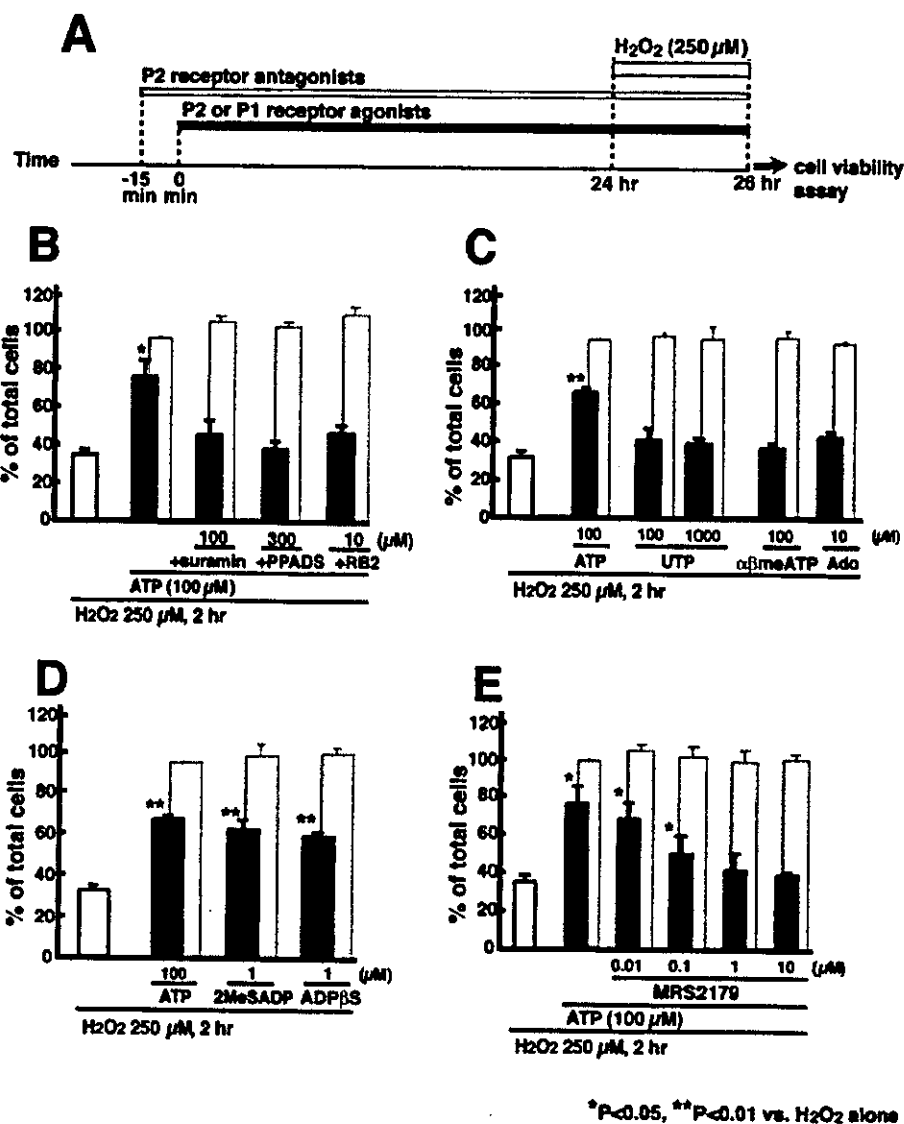 A
H2O2 (250 μM)
P2 receptor antagonists
P2 or P1 receptor agonists
Time
-15 0 24 hr 26 hr cell viability
min min assay
B
% of total cells
120
100
80
60
40
20
0
*
100 300 10 (μM)
+suramin +PPADS +RB2
ATP (100 μM)
H2O2 250 μM, 2 hr
C
% of total cells
120
100
80
60
40
20
0
**
100 100 1000 100 10 (μM)
ATP UTP αβmeATP Ado
H2O2 250 μM, 2 hr
D
% of total cells
120
100
80
60
40
20
0
** ** **
100 1 1 (μM)
ATP 2MeSADP ADPβS
H2O2 250 μM, 2 hr
E
% of total cells
120
100
80
60
40
20
0
* * *
0.01 0.1 1 10 (μM)
MRS2179
ATP (100 μM)
H2O2 250 μM, 2 hr
*P<0.05, **P<0.01 vs. H2O2 alone